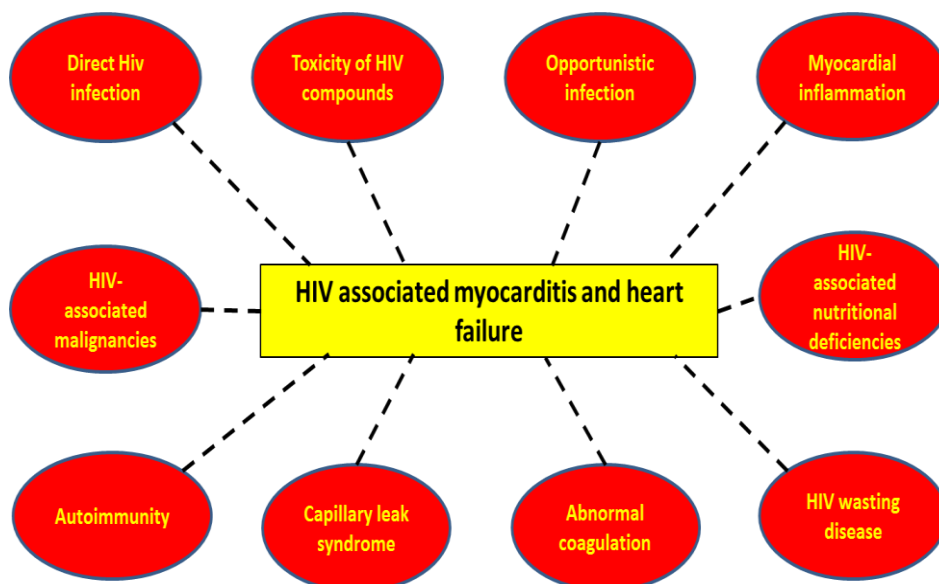 Direct Hiv
infection
Toxicity of HIV
compounds
Opportunistic
infection
Myocardial
inflammation
HIV-
associated
malignancies
HIV associated myocarditis and heart
failure
HIV-
associated
nutritional
deficiencies
Autoimmunity
Capillary leak
syndrome
Abnormal
coagulation
HIV wasting
disease